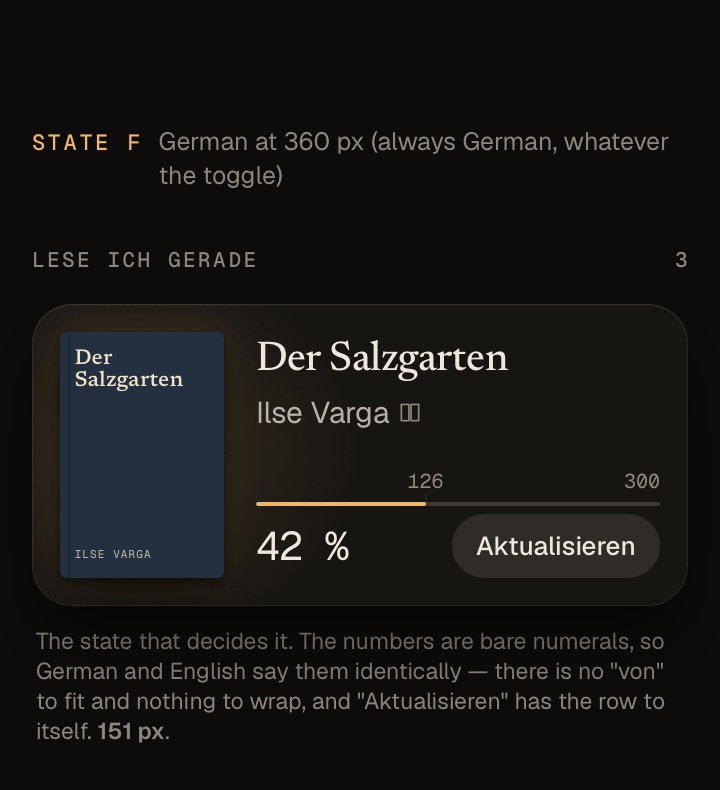 STATE F German at 360 px (always German, whatever
the toggle)
LESE ICH GERADE 3
Der
Salzgarten
ILSE VARGA
Der Salzgarten
Ilse Varga
126 300
42 % Aktualisieren
The state that decides it. The numbers are bare numerals, so
German and English say them identically — there is no "von"
to fit and nothing to wrap, and "Aktualisieren" has the row to
itself. 151 px.